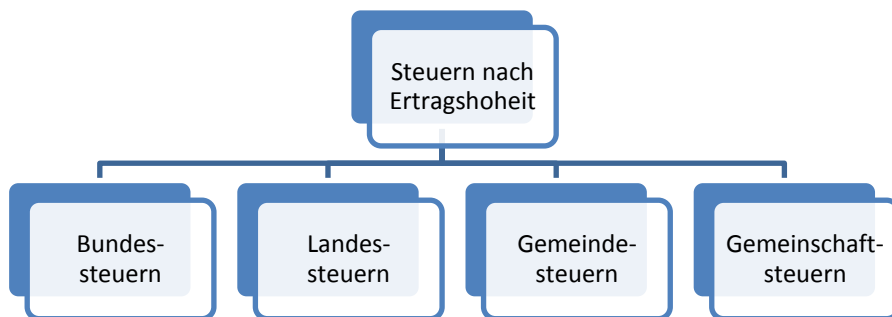 Steuern nach
Ertragshoheit
Bundes-
steuern
Landes-
steuern
Gemeinde-
steuern
Gemeinschaft-
steuern